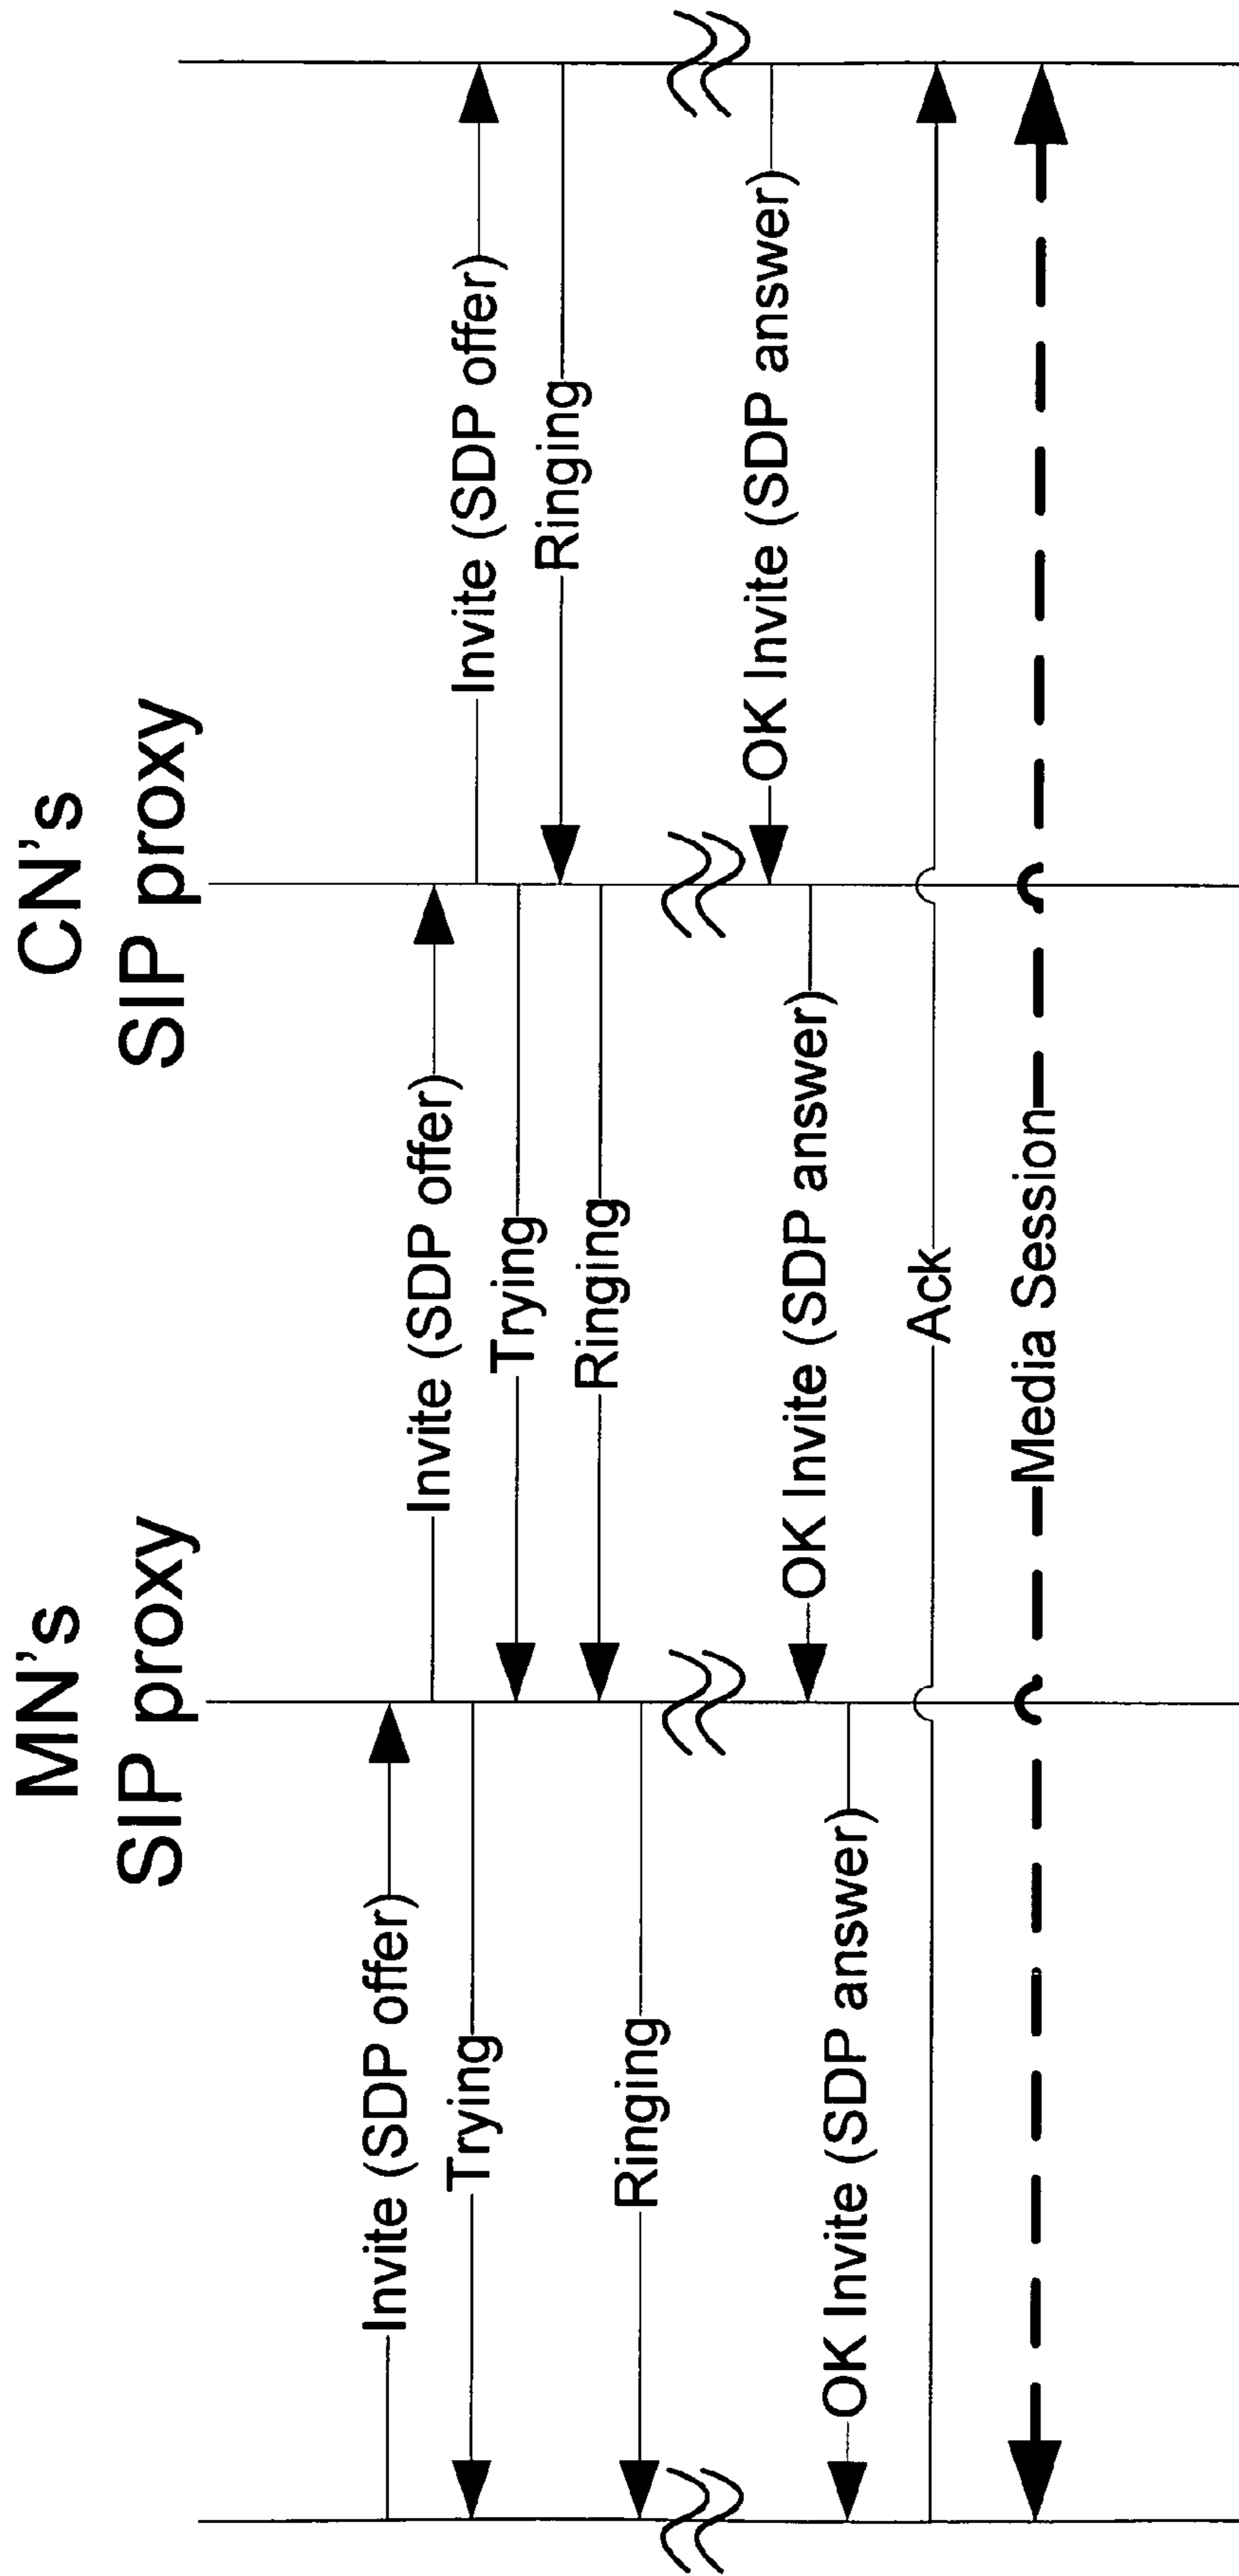 MN's
SIP proxy
CN's
SIP proxy
Invite (SDP offer)
Invite (SDP offer)
Trying
Invite (SDP offer)
Trying
Ringing
Ringing
Ringing
OK Invite (SDP answer)
OK Invite (SDP answer)
OK Invite (SDP answer)
Ack
Media Session